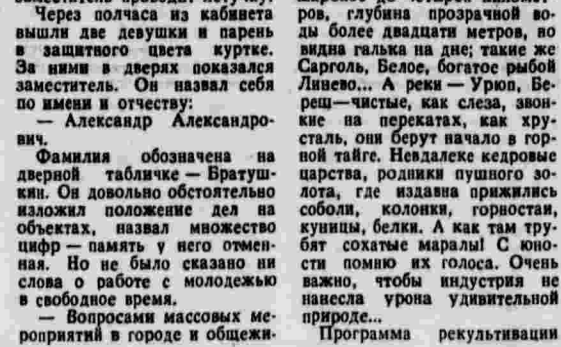 Через полчаса из кабинета
вышли две девушки и парень
в защитного цвета куртке.
За ними в дверях показался
заместитель. Он назвал себя
по имени и отчеству:
— Александр Александро-
вич.
Фамилия обозначена на
дверной табличке — Братуш-
кин. Он довольно обстоятельно
изложил положение дел на
объектах, назвал множество
цифр — память у него отмен-
ная. Но не было сказано ни
слова о работе с молодежью
в свободное время.
— Вопросами массовых ме-
роприятий в городе и общежи-
ров, глубина прозрачной во-
ды более двадцати метров, но
видна галька на дне; такие же
Сарголь, Белое, богатое рыбой
Линево... А реки — Урюп, Бе-
реш—чистые, как слеза, звон-
кие на перекатах, как хру-
сталь, они берут начало в гор-
ной тайге. Невдалеке кедровые
царства, родники пушного зо-
лота, где издавна прижились
соболи, колонки, горностаи,
куницы, белки. А как там тру-
бят сохатые маралы! С юно-
сти помню их голоса. Очень
важно, чтобы индустрия не
нанесла урона удивительной
природе...
Программа рекультивации